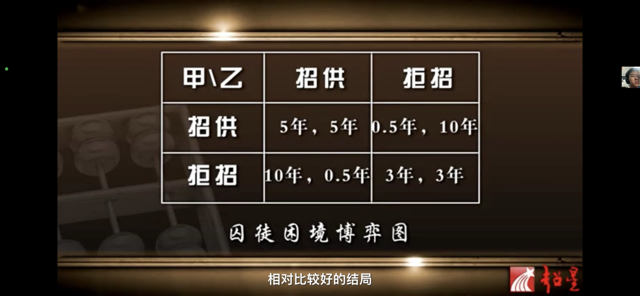 甲\乙 招供 拒招
招供 5年，5年 0.5年，10年
拒招 10年，0.5年 3年，3年
囚徒困境博弈图
相对比较好的结局
超星